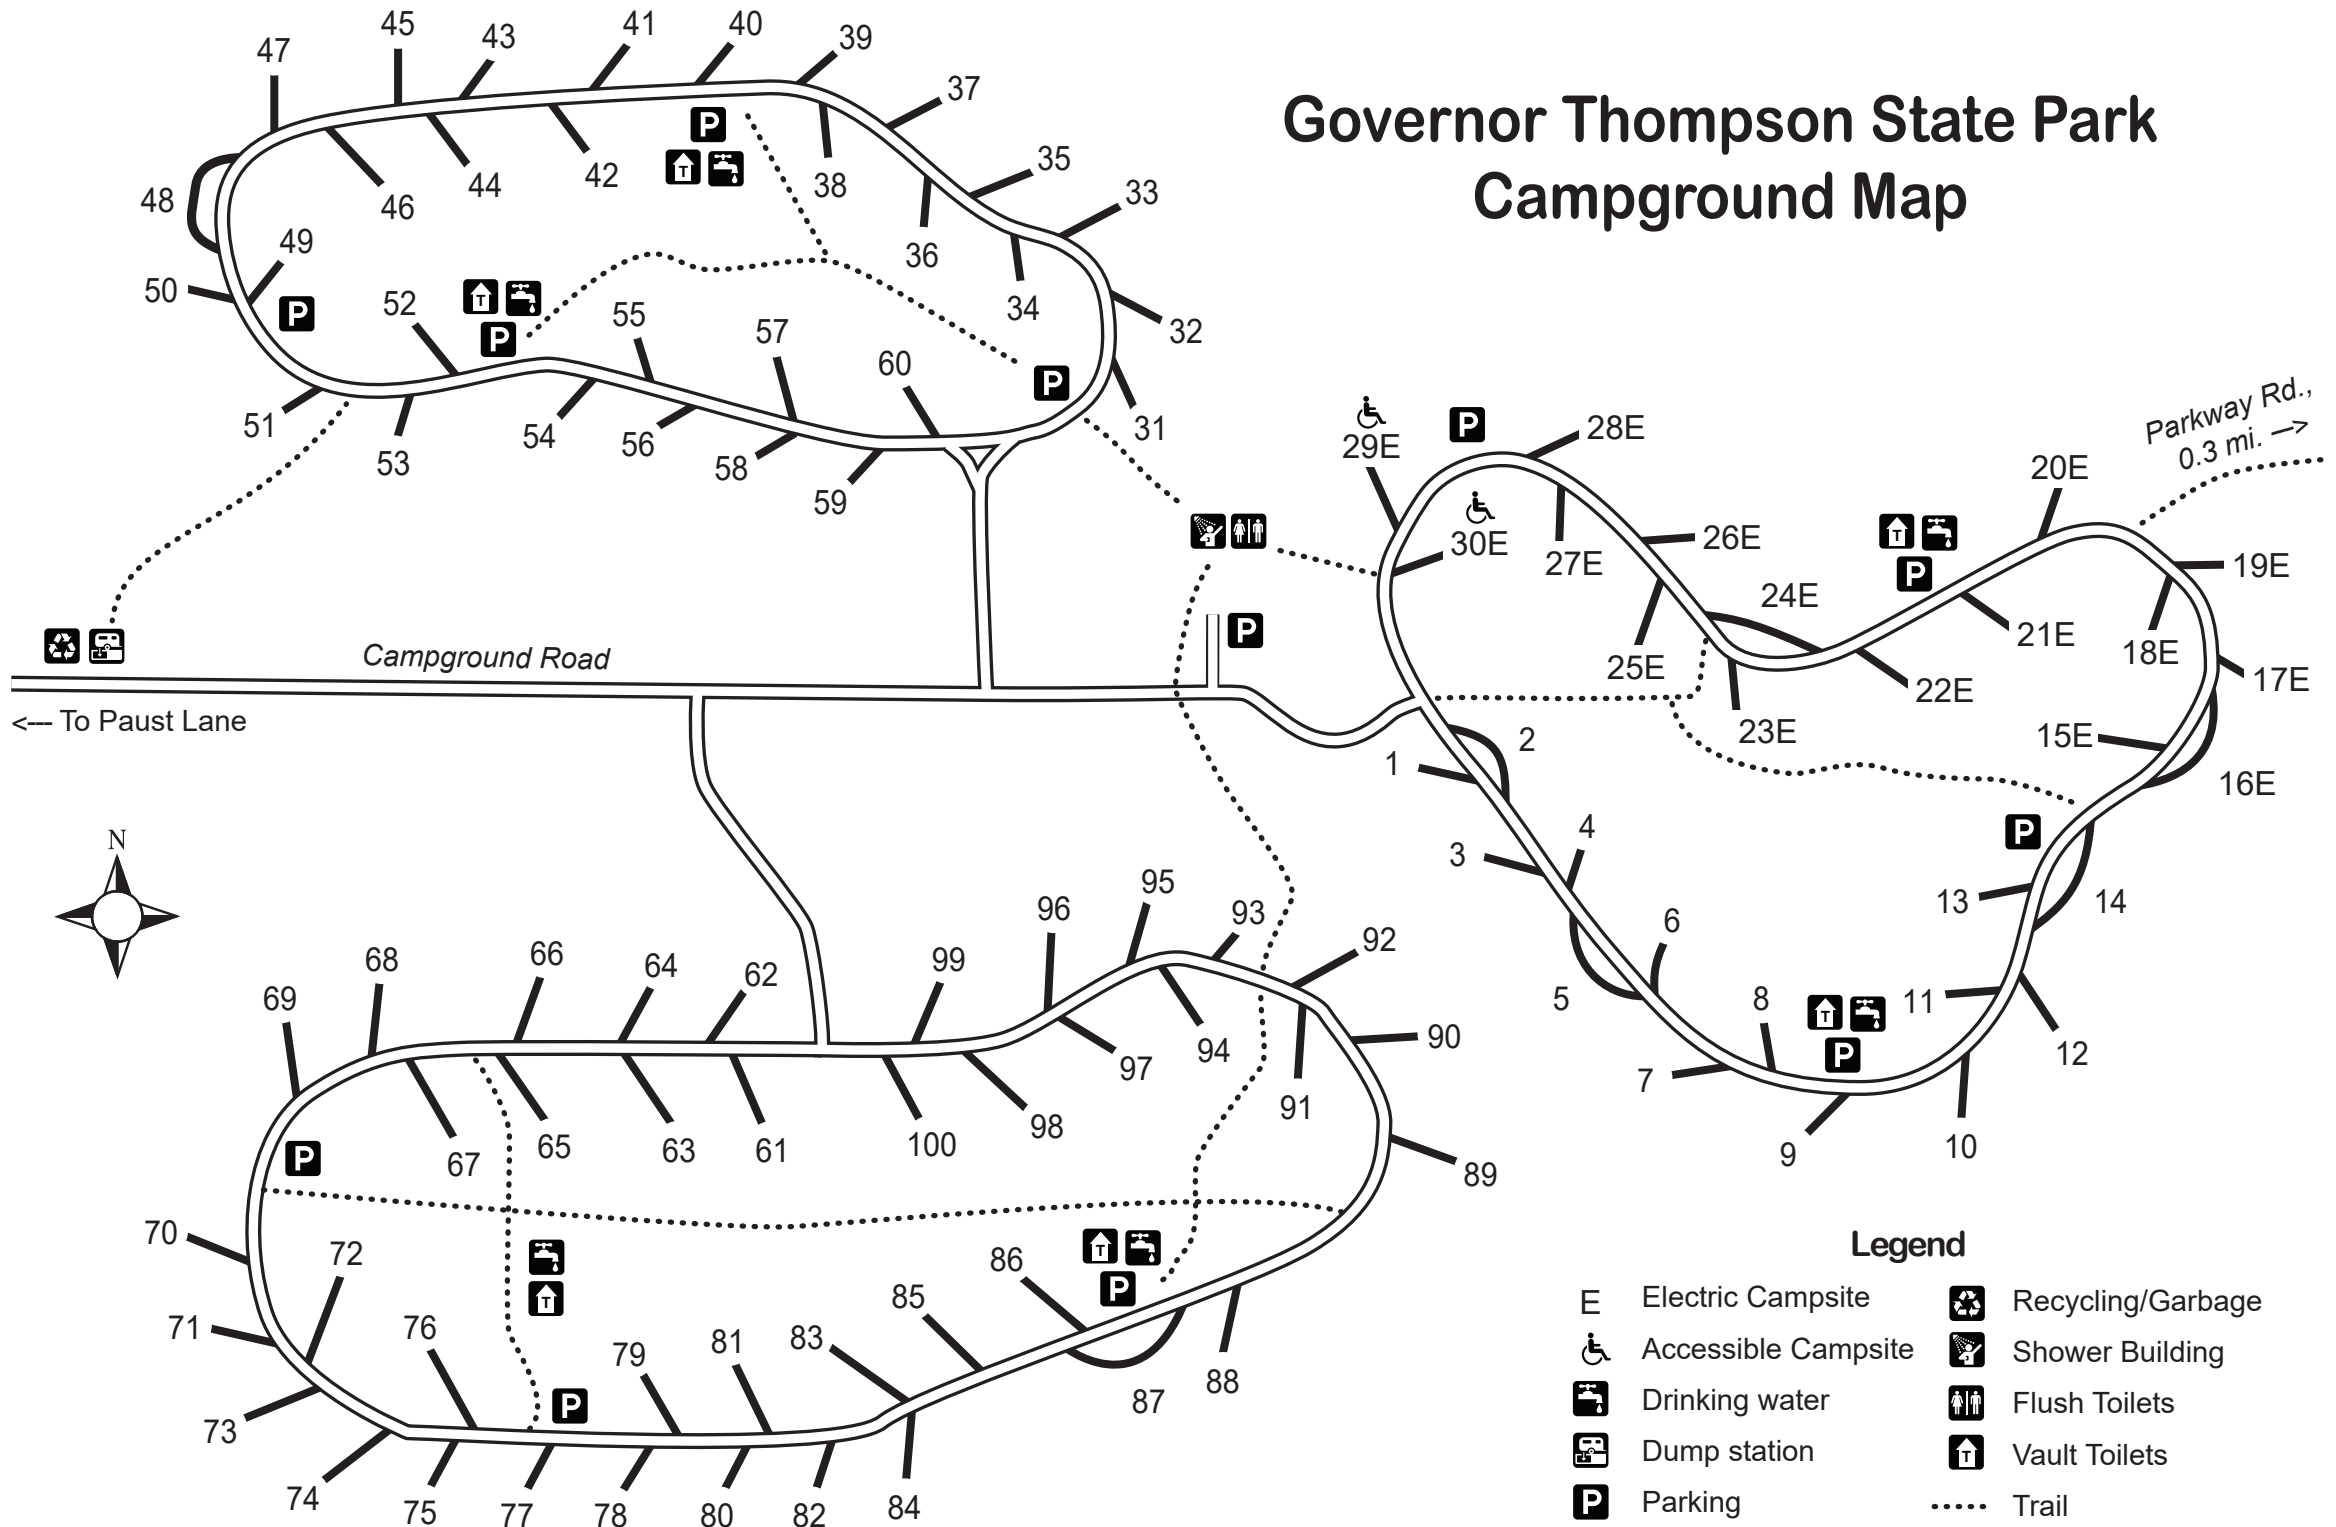 Governor Thompson State Park
Campground Map
47
45
43
41
40
39
37
35
33
48
46
44
42
38
36
34
32
49
50
52
55
57
60
31
51
53
54
56
58
59
P
T
P
T
P
P
P
29E
P
28E
30E
27E
26E
24E
25E
23E
22E
21E
20E
19E
18E
17E
15E
16E
T
P
Parkway Rd.,
0.3 mi. —>
Campground Road
<--- To Paust Lane
P
N
1
2
3
4
5
6
7
8
9
10
11
12
13
14
P
T
P
69
68
66
64
62
99
96
95
93
92
90
89
67
65
63
61
100
98
97
94
91
P
70
72
71
73
74
76
75
77
79
78
81
80
83
82
85
84
86
87
88
T
P
T
P
Legend
E Electric Campsite
Accessible Campsite
Drinking water
Dump station
P Parking
Recycling/Garbage
Shower Building
Flush Toilets
T Vault Toilets
Trail